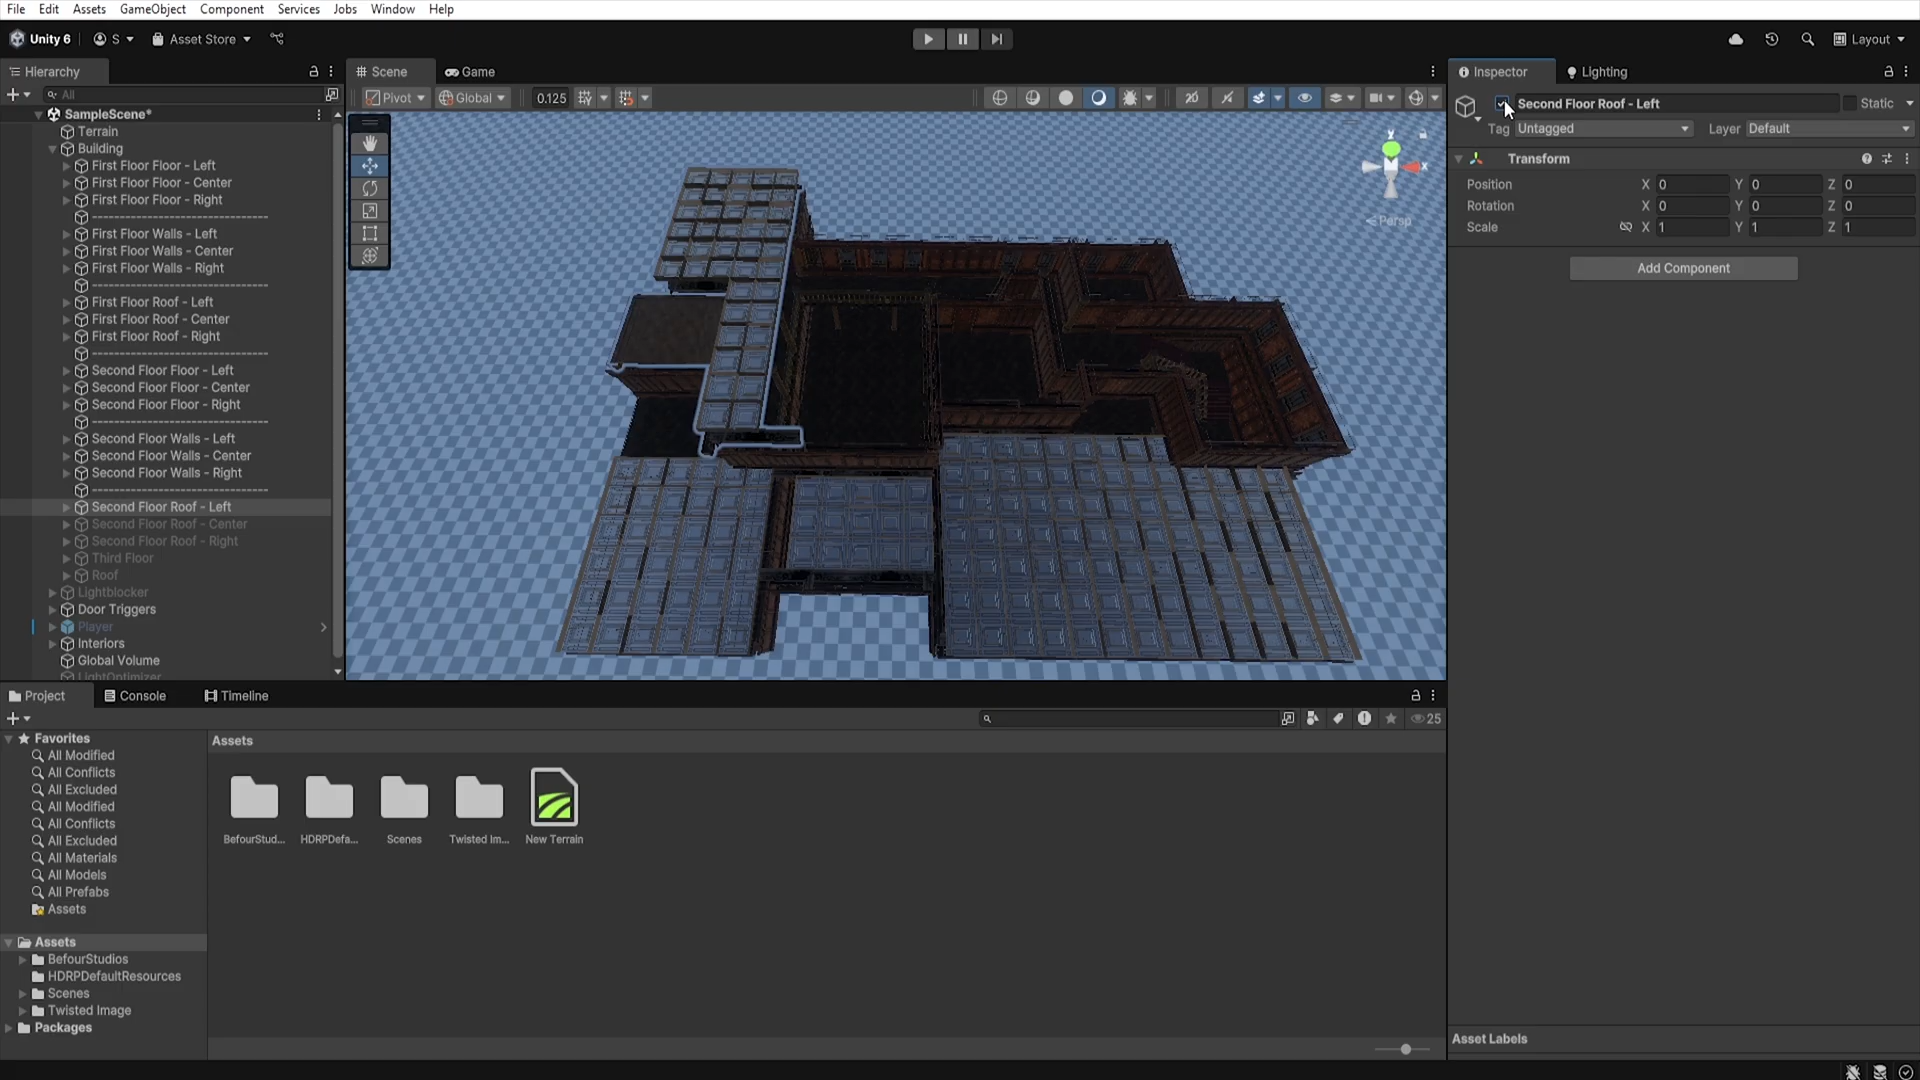 File Edit Assets GameObject Component Services Jobs Window Help
Unity 6 S Asset Store Layout
Hierarchy
All
SampleScene*
Terrain
Building
First Floor Floor - Left
First Floor Floor - Center
First Floor Floor - Right
--------------------------------
First Floor Walls - Left
First Floor Walls - Center
First Floor Walls - Right
--------------------------------
First Floor Roof - Left
First Floor Roof - Center
First Floor Roof - Right
--------------------------------
Second Floor Floor - Left
Second Floor Floor - Center
Second Floor Floor - Right
--------------------------------
Second Floor Walls - Left
Second Floor Walls - Center
Second Floor Walls - Right
--------------------------------
Second Floor Roof - Left
Second Floor Roof - Center
Second Floor Roof - Right
Third Floor
Roof
Lightblocker
Door Triggers
Player
Interiors
Global Volume
LightOptimizer
Scene Game
Pivot Global 0.125 2D
y
x
Persp
Inspector Lighting
Second Floor Roof - Left Static
Tag Untagged Layer Default
Transform
Position X 0 Y 0 Z 0
Rotation X 0 Y 0 Z 0
Scale X 1 Y 1 Z 1
Add Component
Asset Labels
Project Console Timeline
25
Favorites
All Modified
All Conflicts
All Excluded
All Modified
All Conflicts
All Excluded
All Materials
All Models
All Prefabs
Assets
Assets
BefourStudios
HDRPDefaultResources
Scenes
Twisted Image
Packages
Assets
BefourStud... HDRPDefa... Scenes Twisted Im... New Terrain